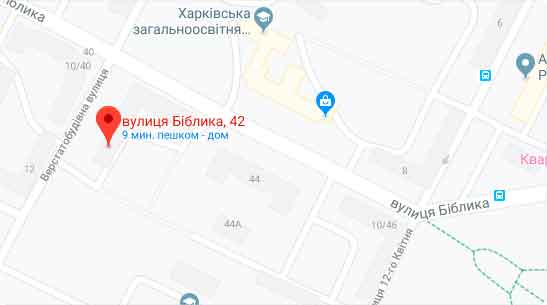 Харківська
загальноосвітня...
6
А
Р
40
10/40
Верстатобудівна вулиця
вулиця Біблика, 42
9 мин. пешком - дом
Квар
12
44
8
вулиця Біблика
44А
10/46
12-го Квітня